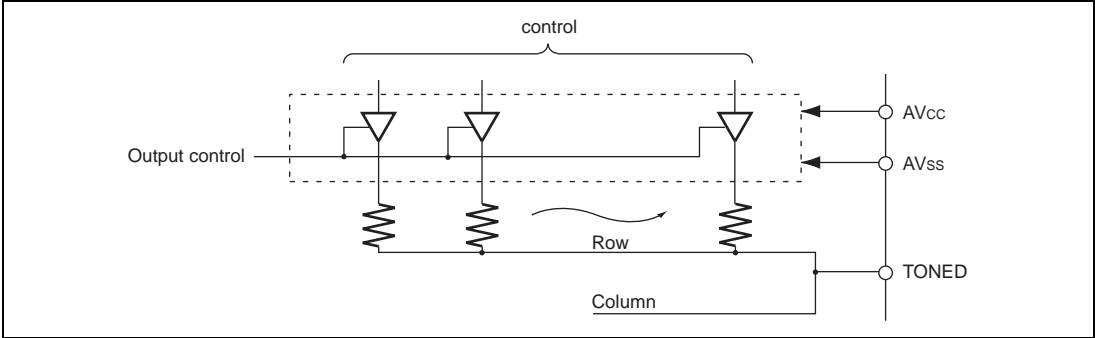 control
AVCC
Output control
AVSS
Row
TONED
Column